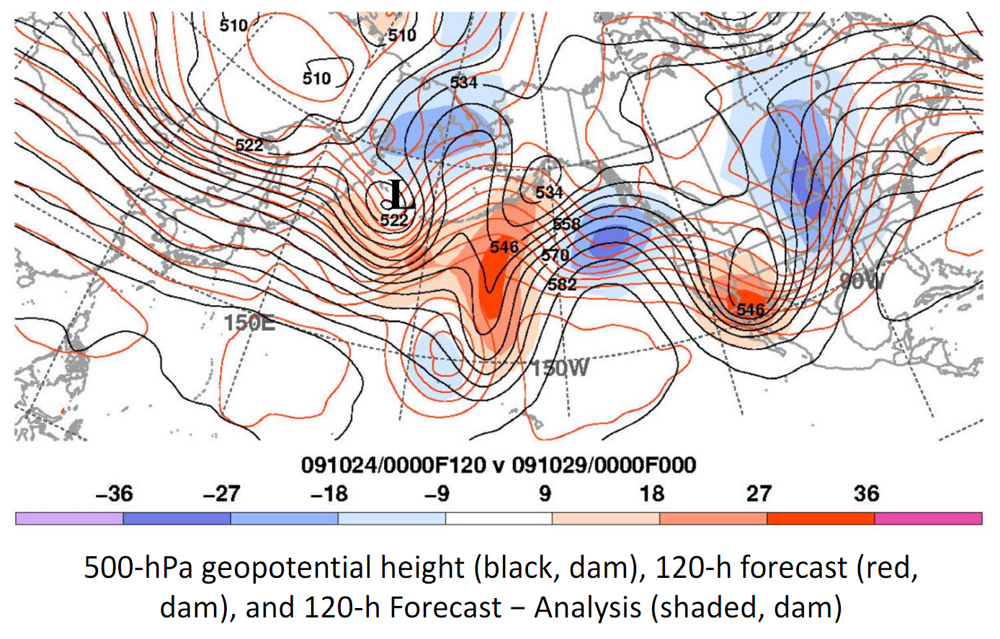 510
510
510
534
522
L
534
522
558
546
570
582
90W
546
150E
150W
091024/0000F120 v 091029/0000F000
−36 −27 −18 −9 9 18 27 36
500-hPa geopotential height (black, dam), 120-h forecast (red,
dam), and 120-h Forecast − Analysis (shaded, dam)